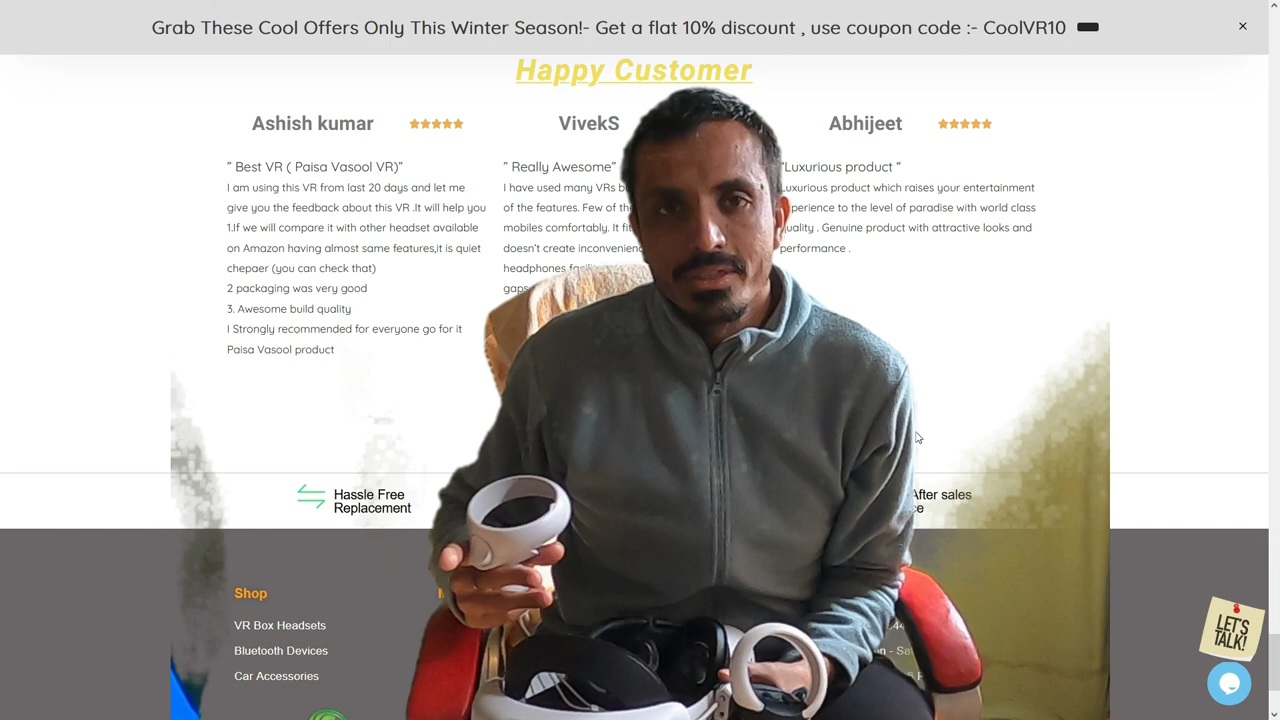 Grab These Cool Offers Only This Winter Season!- Get a flat 10% discount , use coupon code :- CoolVR10
Happy Customer
Ashish kumar
" Best VR ( Paisa Vasool VR)"
I am using this VR from last 20 days and let me
give you the feedback about this VR .It will help you
1.If we will compare it with other headset available
on Amazon having almost same features,it is quiet
chepaer (you can check that)
2 packaging was very good
3. Awesome build quality
I Strongly recommended for everyone go for it
Paisa Vasool product
VivekS
" Really Awesome"
I have used many VRs
of the features. Few of
mobiles comfortably. It
doesn't create
headphones
gaps
Abhijeet
"Luxurious product "
Luxurious product which raises your entertainment
experience to the level of paradise with world class
quality . Genuine product with attractive looks and
performance .
Hassle Free
Replacement
After sales
Shop
VR Box Headsets
Bluetooth Devices
Car Accessories
LET'S
TALK!